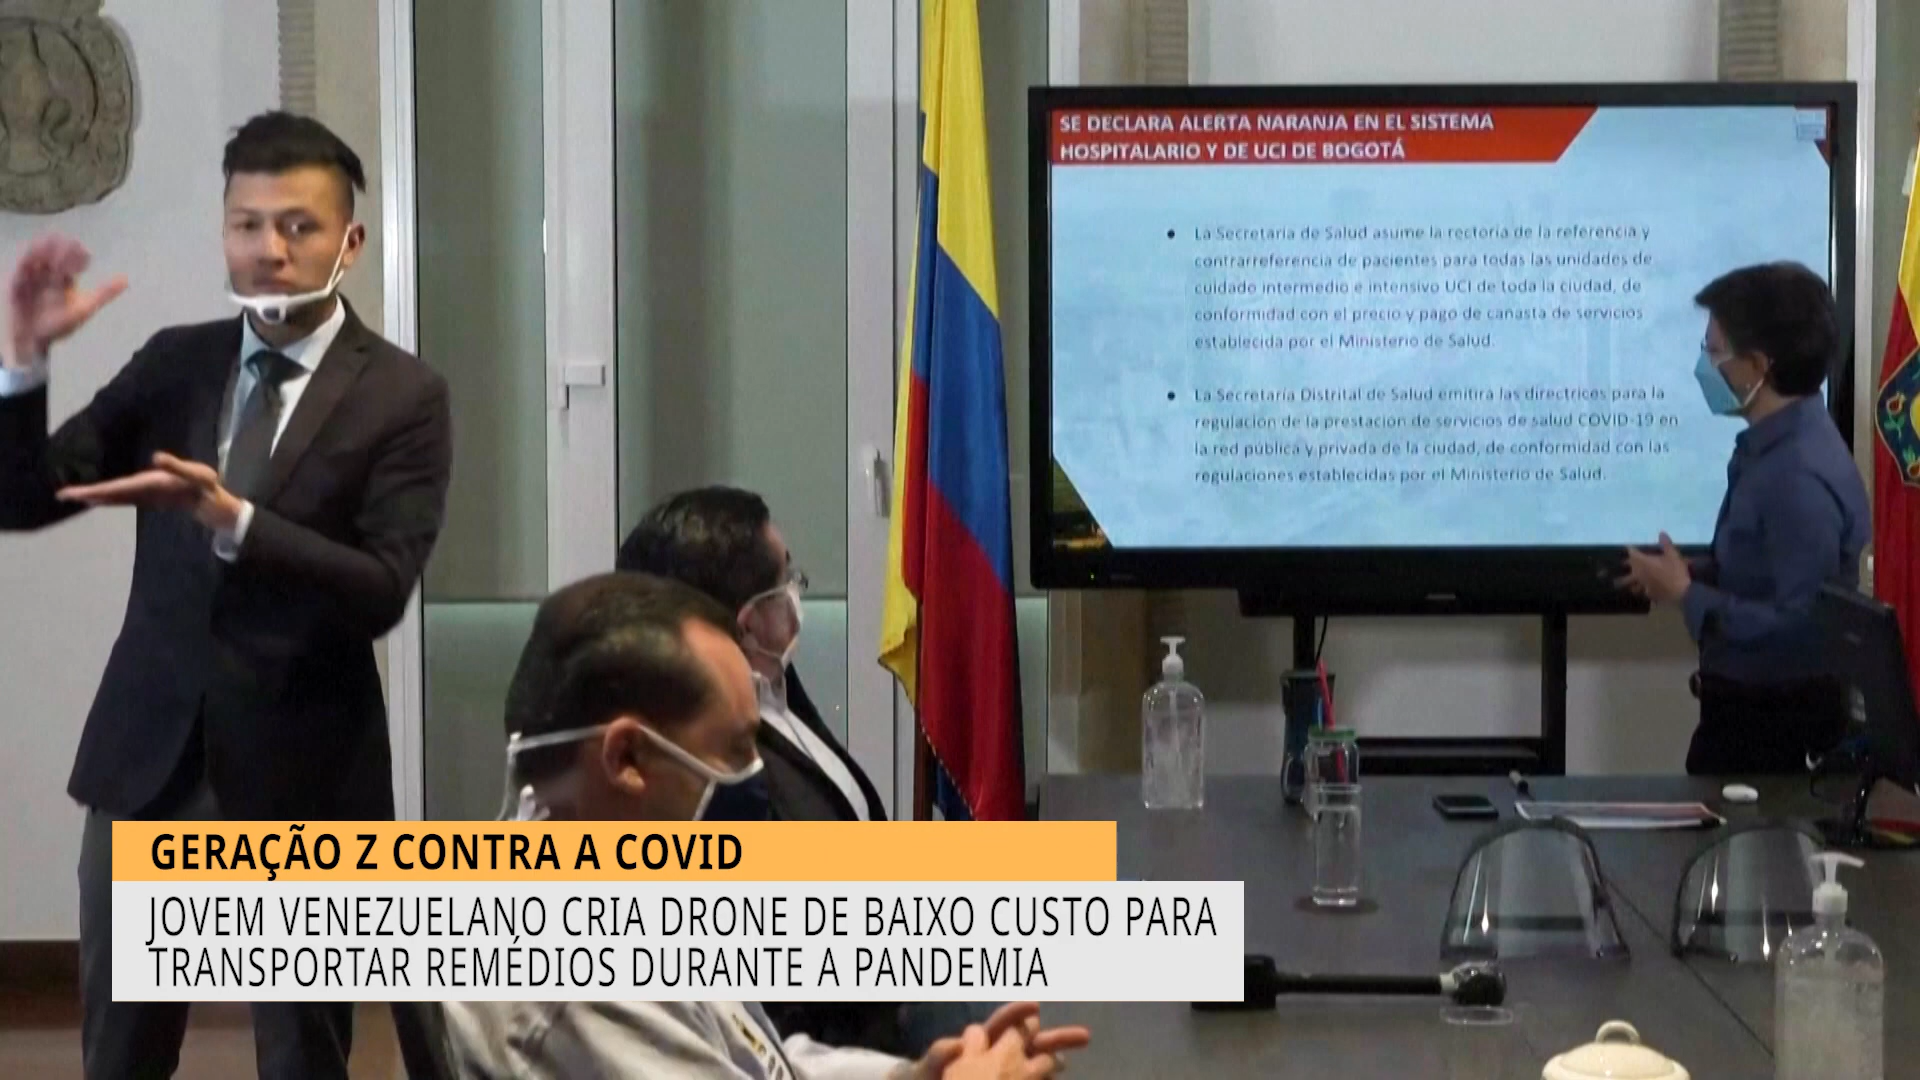 SE DECLARA ALERTA NARANJA EN EL SISTEMA
HOSPITALARIO Y DE UCI DE BOGOTÁ
● La Secretaría de Salud asume la rectoría de la referencia y
contrarreferencia de pacientes para todas las unidades de
cuidado intermedio e intensivo UCI de toda la ciudad, de
conformidad con el precio y pago de canasta de servicios
establecida por el Ministerio de Salud.
● La Secretaría Distrital de Salud emitirá las directrices para la
regulación de la prestación de servicios de salud COVID-19 en
la red pública y privada de la ciudad, de conformidad con las
regulaciones establecidas por el Ministerio de Salud.
GERAÇÃO Z CONTRA A COVID
JOVEM VENEZUELANO CRIA DRONE DE BAIXO CUSTO PARA
TRANSPORTAR REMÉDIOS DURANTE A PANDEMIA